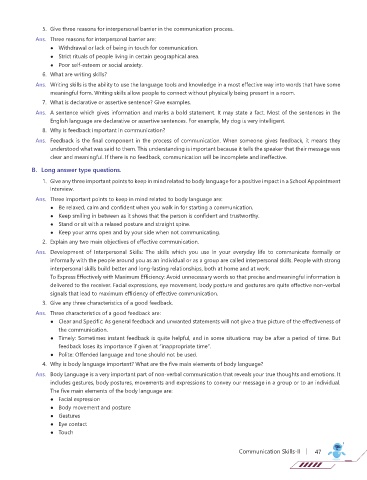 5. Give three reasons for interpersonal barrier in the communication process.
Ans. Three reasons for interpersonal barrier are:
● Withdrawal or lack of being in touch for communication.
● Strict rituals of people living in certain geographical area.
● Poor self-esteem or social anxiety.
6. What are writing skills?
Ans. Writing skills is the ability to use the language tools and knowledge in a most effective way into words that have some
meaningful form. Writing skills allow people to connect without physically being present in a room.
7. What is declarative or assertive sentence? Give examples.
Ans. A sentence which gives information and marks a bold statement. It may state a fact. Most of the sentences in the
English language are declarative or assertive sentences. For example, My dog is very intelligent.
8. Why is feedback important in communication?
Ans. Feedback is the final component in the process of communication. When someone gives feedback, it means they
understood what was said to them. This understanding is important because it tells the speaker that their message was
clear and meaningful. If there is no feedback, communication will be incomplete and ineffective.
B. Long answer type questions.
1. Give any three important points to keep in mind related to body language for a positive impact in a School Appointment
Interview.
Ans. Three important points to keep in mind related to body language are:
● Be relaxed, calm and confident when you walk in for starting a communication.
● Keep smiling in between as it shows that the person is confident and trustworthy.
● Stand or sit with a relaxed posture and straight spine.
● Keep your arms open and by your side when not communicating.
2. Explain any two main objectives of effective communication.
Ans. Development of Interpersonal Skills: The skills which you use in your everyday life to communicate formally or
informally with the people around you as an individual or as a group are called interpersonal skills. People with strong
interpersonal skills build better and long-lasting relationships, both at home and at work.
To Express Effectively with Maximum Efficiency: Avoid unnecessary words so that precise and meaningful information is
delivered to the receiver. Facial expressions, eye movement, body posture and gestures are quite effective non-verbal
signals that lead to maximum efficiency of effective communication.
3. Give any three characteristics of a good feedback.
Ans. Three characteristics of a good feedback are:
● Clear and Specific: As general feedback and unwanted statements will not give a true picture of the effectiveness of
the communication.
● Timely: Sometimes instant feedback is quite helpful, and in some situations may be after a period of time. But
feedback loses its importance if given at "inappropriate time".
● Polite: Offended language and tone should not be used.
4. Why is body language important? What are the five main elements of body language?
Ans. Body Language is a very important part of non-verbal communication that reveals your true thoughts and emotions. It
includes gestures, body postures, movements and expressions to convey our message in a group or to an individual.
The five main elements of the body language are:
● Facial expression
● Body movement and posture
● Gestures
● Eye contact
● Touch
Communication Skills-II | 47